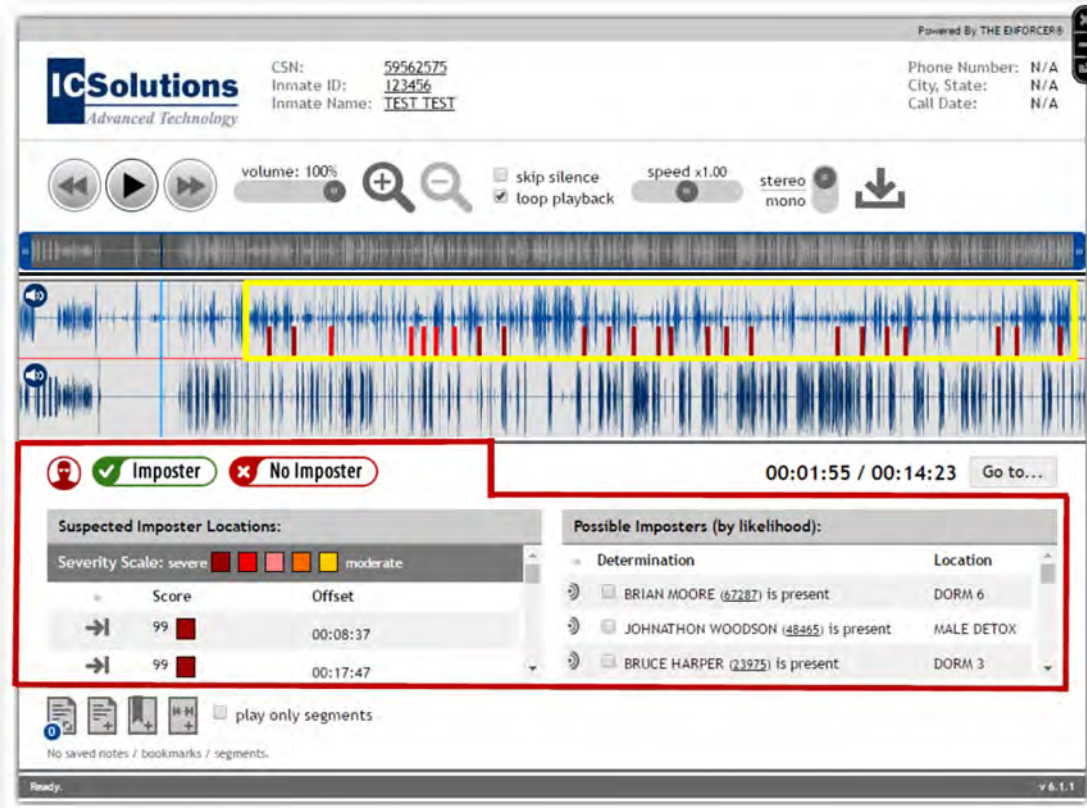 Powered By THE ENFORCER®
ICSolutions
Advanced Technology
CSN: 59562575
Inmate ID: 123456
Inmate Name: TEST TEST
Phone Number: N/A
City, State: N/A
Call Date: N/A
volume: 100%
skip silence
loop playback
speed x1.00
stereo
mono
Imposter
No Imposter
00:01:55 / 00:14:23
Go to...
Suspected Imposter Locations:
Severity Scale: severe moderate
Score Offset
99 00:08:37
99 00:17:47
Possible Imposters (by likelihood):
Determination Location
BRIAN MOORE (67287) is present DORM 6
JOHNATHON WOODSON (48465) is present MALE DETOX
BRUCE HARPER (23975) is present DORM 3
0
play only segments
No saved notes / bookmarks / segments.
Ready.
v 6.1.1